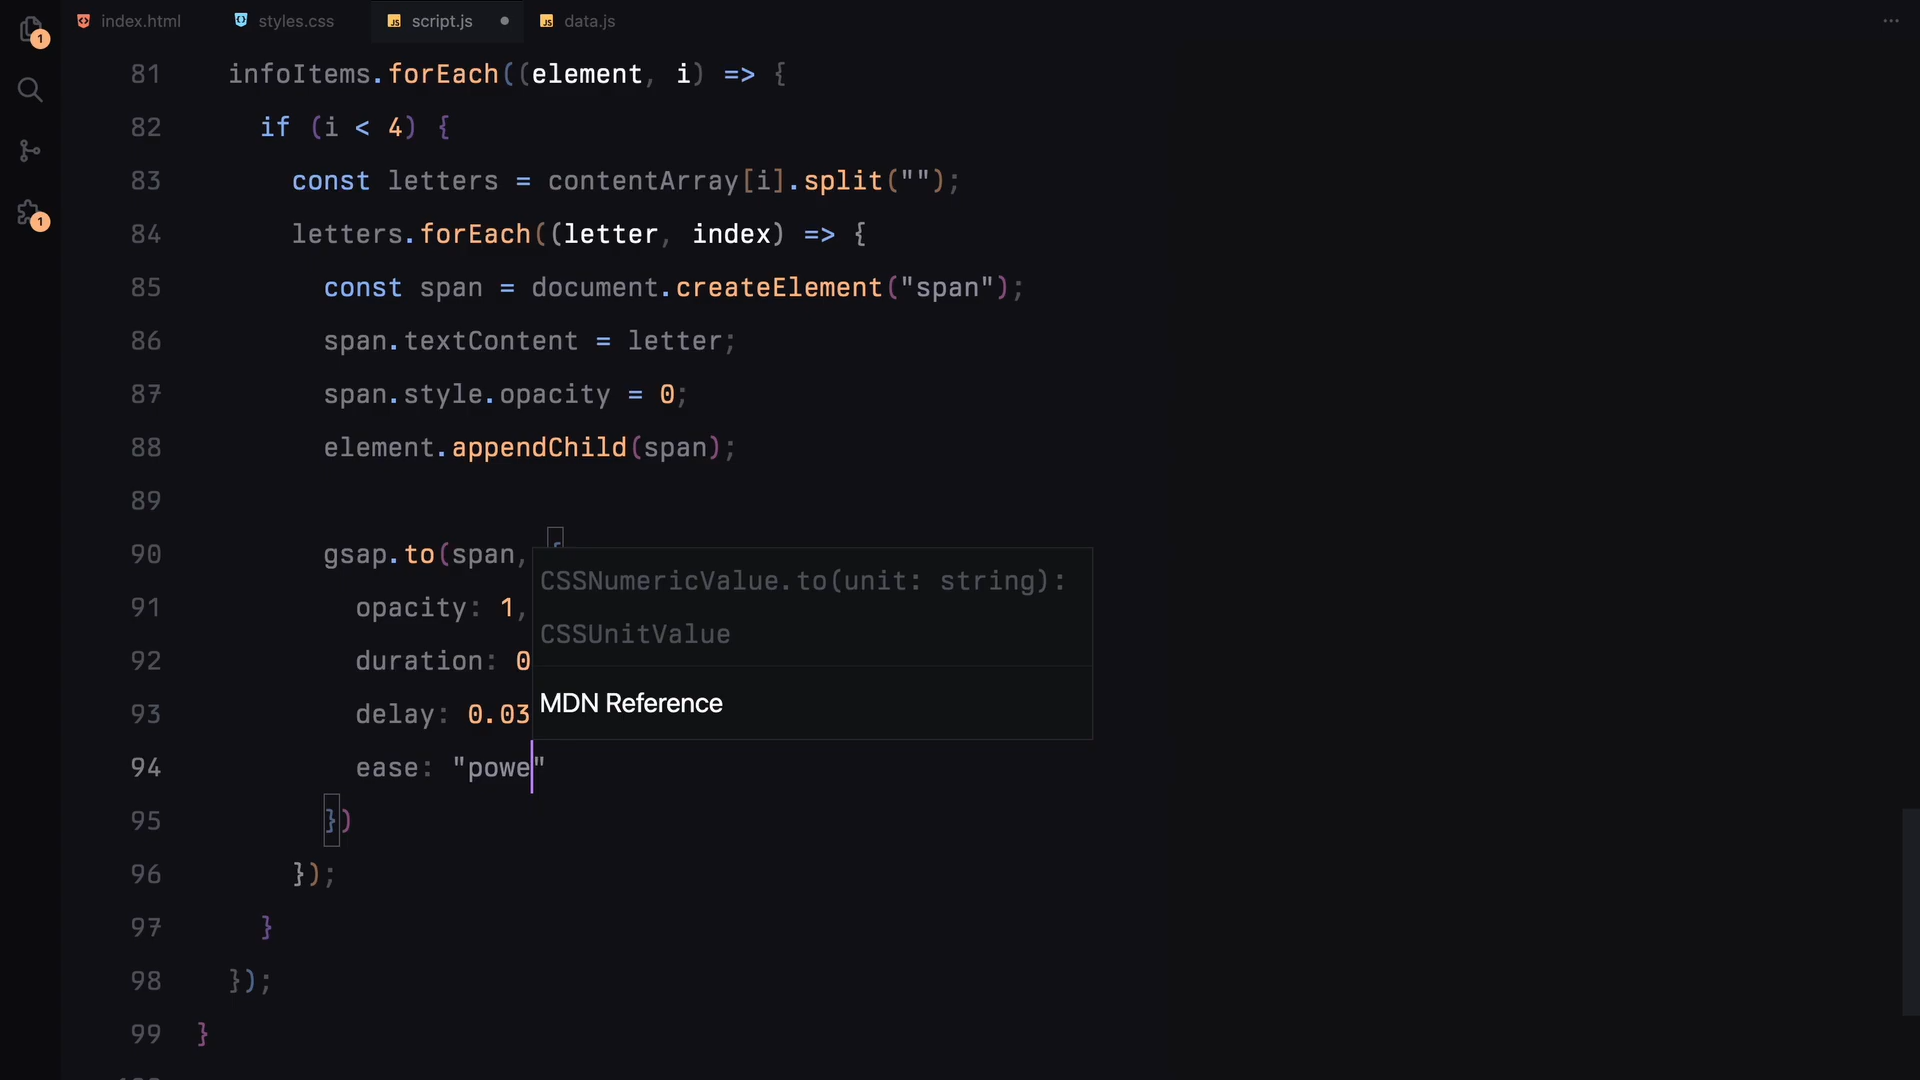 index.html styles.css script.js data.js ...
1
1
81 infoItems.forEach((element, i) => {
82 if (i < 4) {
83 const letters = contentArray[i].split("");
84 letters.forEach((letter, index) => {
85 const span = document.createElement("span");
86 span.textContent = letter;
87 span.style.opacity = 0;
88 element.appendChild(span);
89
90 gsap.to(span, {
CSSNumericValue.to(unit: string):
91 opacity: 1,
CSSUnitValue
92 duration: 0
93 delay: 0.03
MDN Reference
94 ease: "powe"
95 })
96 });
97 }
98 });
99 }